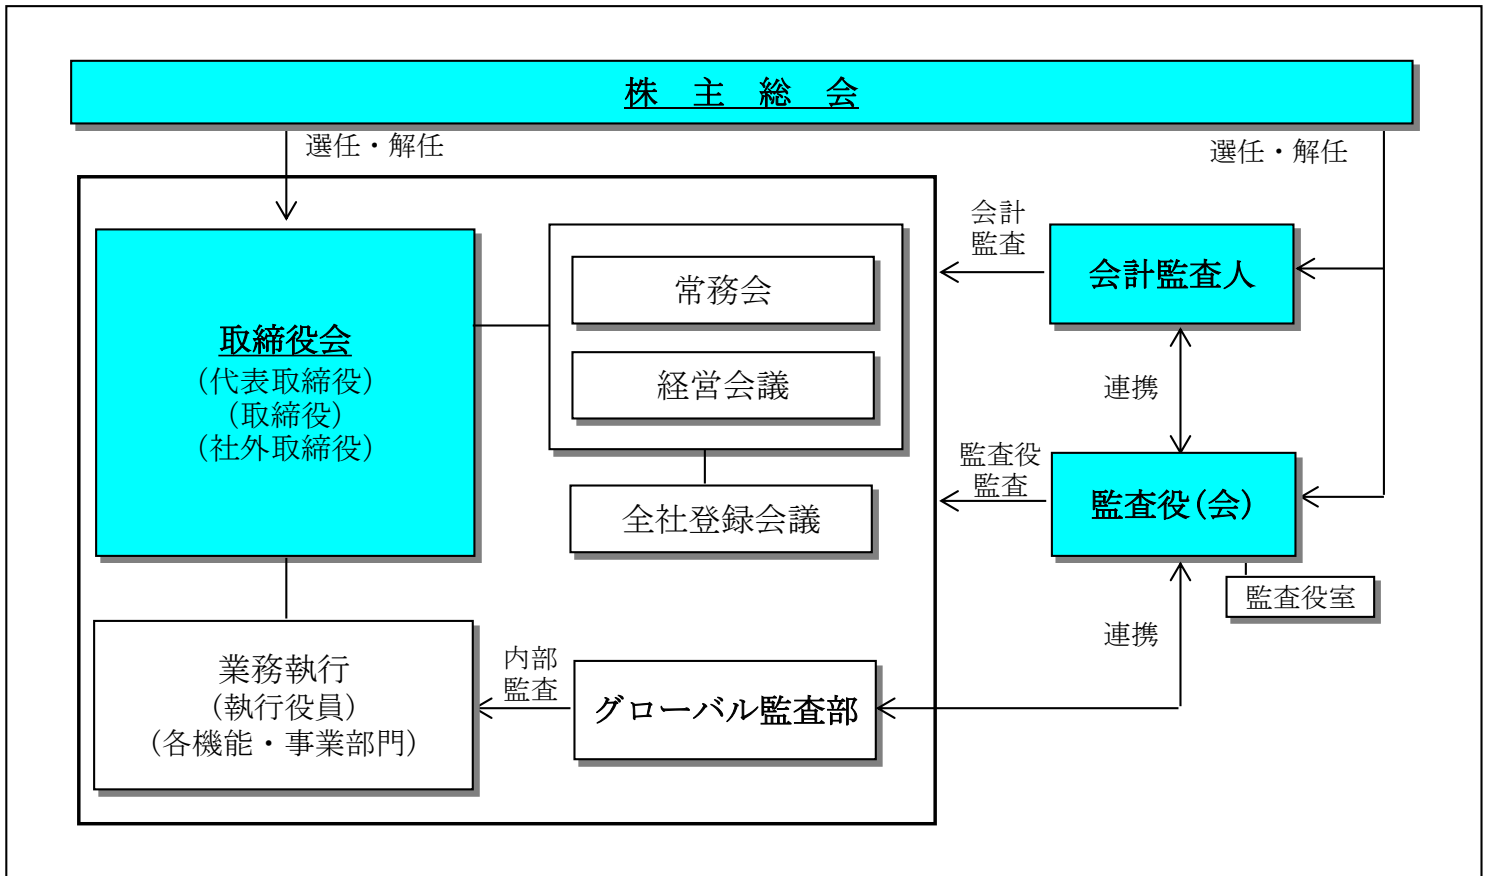 株　主　総　会
選任・解任
選任・解任
取締役会
（代表取締役）
（取締役）
（社外取締役）
常務会
経営会議
全社登録会議
会計
監査
会計監査人
連携
監査役
監査
監査役（会）
監査役室
連携
業務執行
（執行役員）
（各機能・事業部門）
内部
監査
グローバル監査部